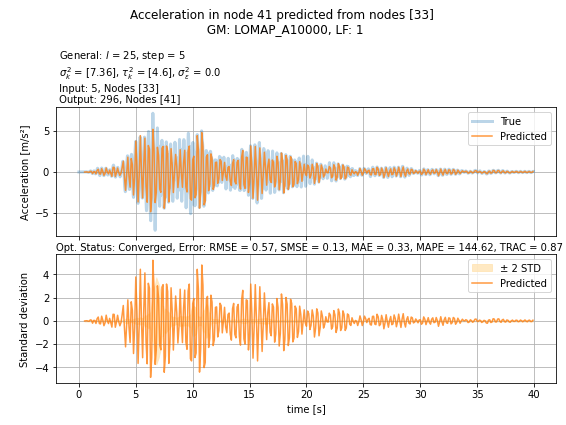 Acceleration in node 41 predicted from nodes [33]
GM: LOMAP_A10000, LF: 1
General: l = 25, step = 5
σ²ₖ = [7.36], τ²ₖ = [4.6], σ²ε = 0.0
Input: 5, Nodes [33]
Output: 296, Nodes [41]
True
Predicted
5
0
−5
Acceleration [m/s²]
Opt. Status: Converged, Error: RMSE = 0.57, SMSE = 0.13, MAE = 0.33, MAPE = 144.62, TRAC = 0.87
± 2 STD
Predicted
4
2
0
−2
−4
Standard deviation
0 5 10 15 20 25 30 35 40
time [s]